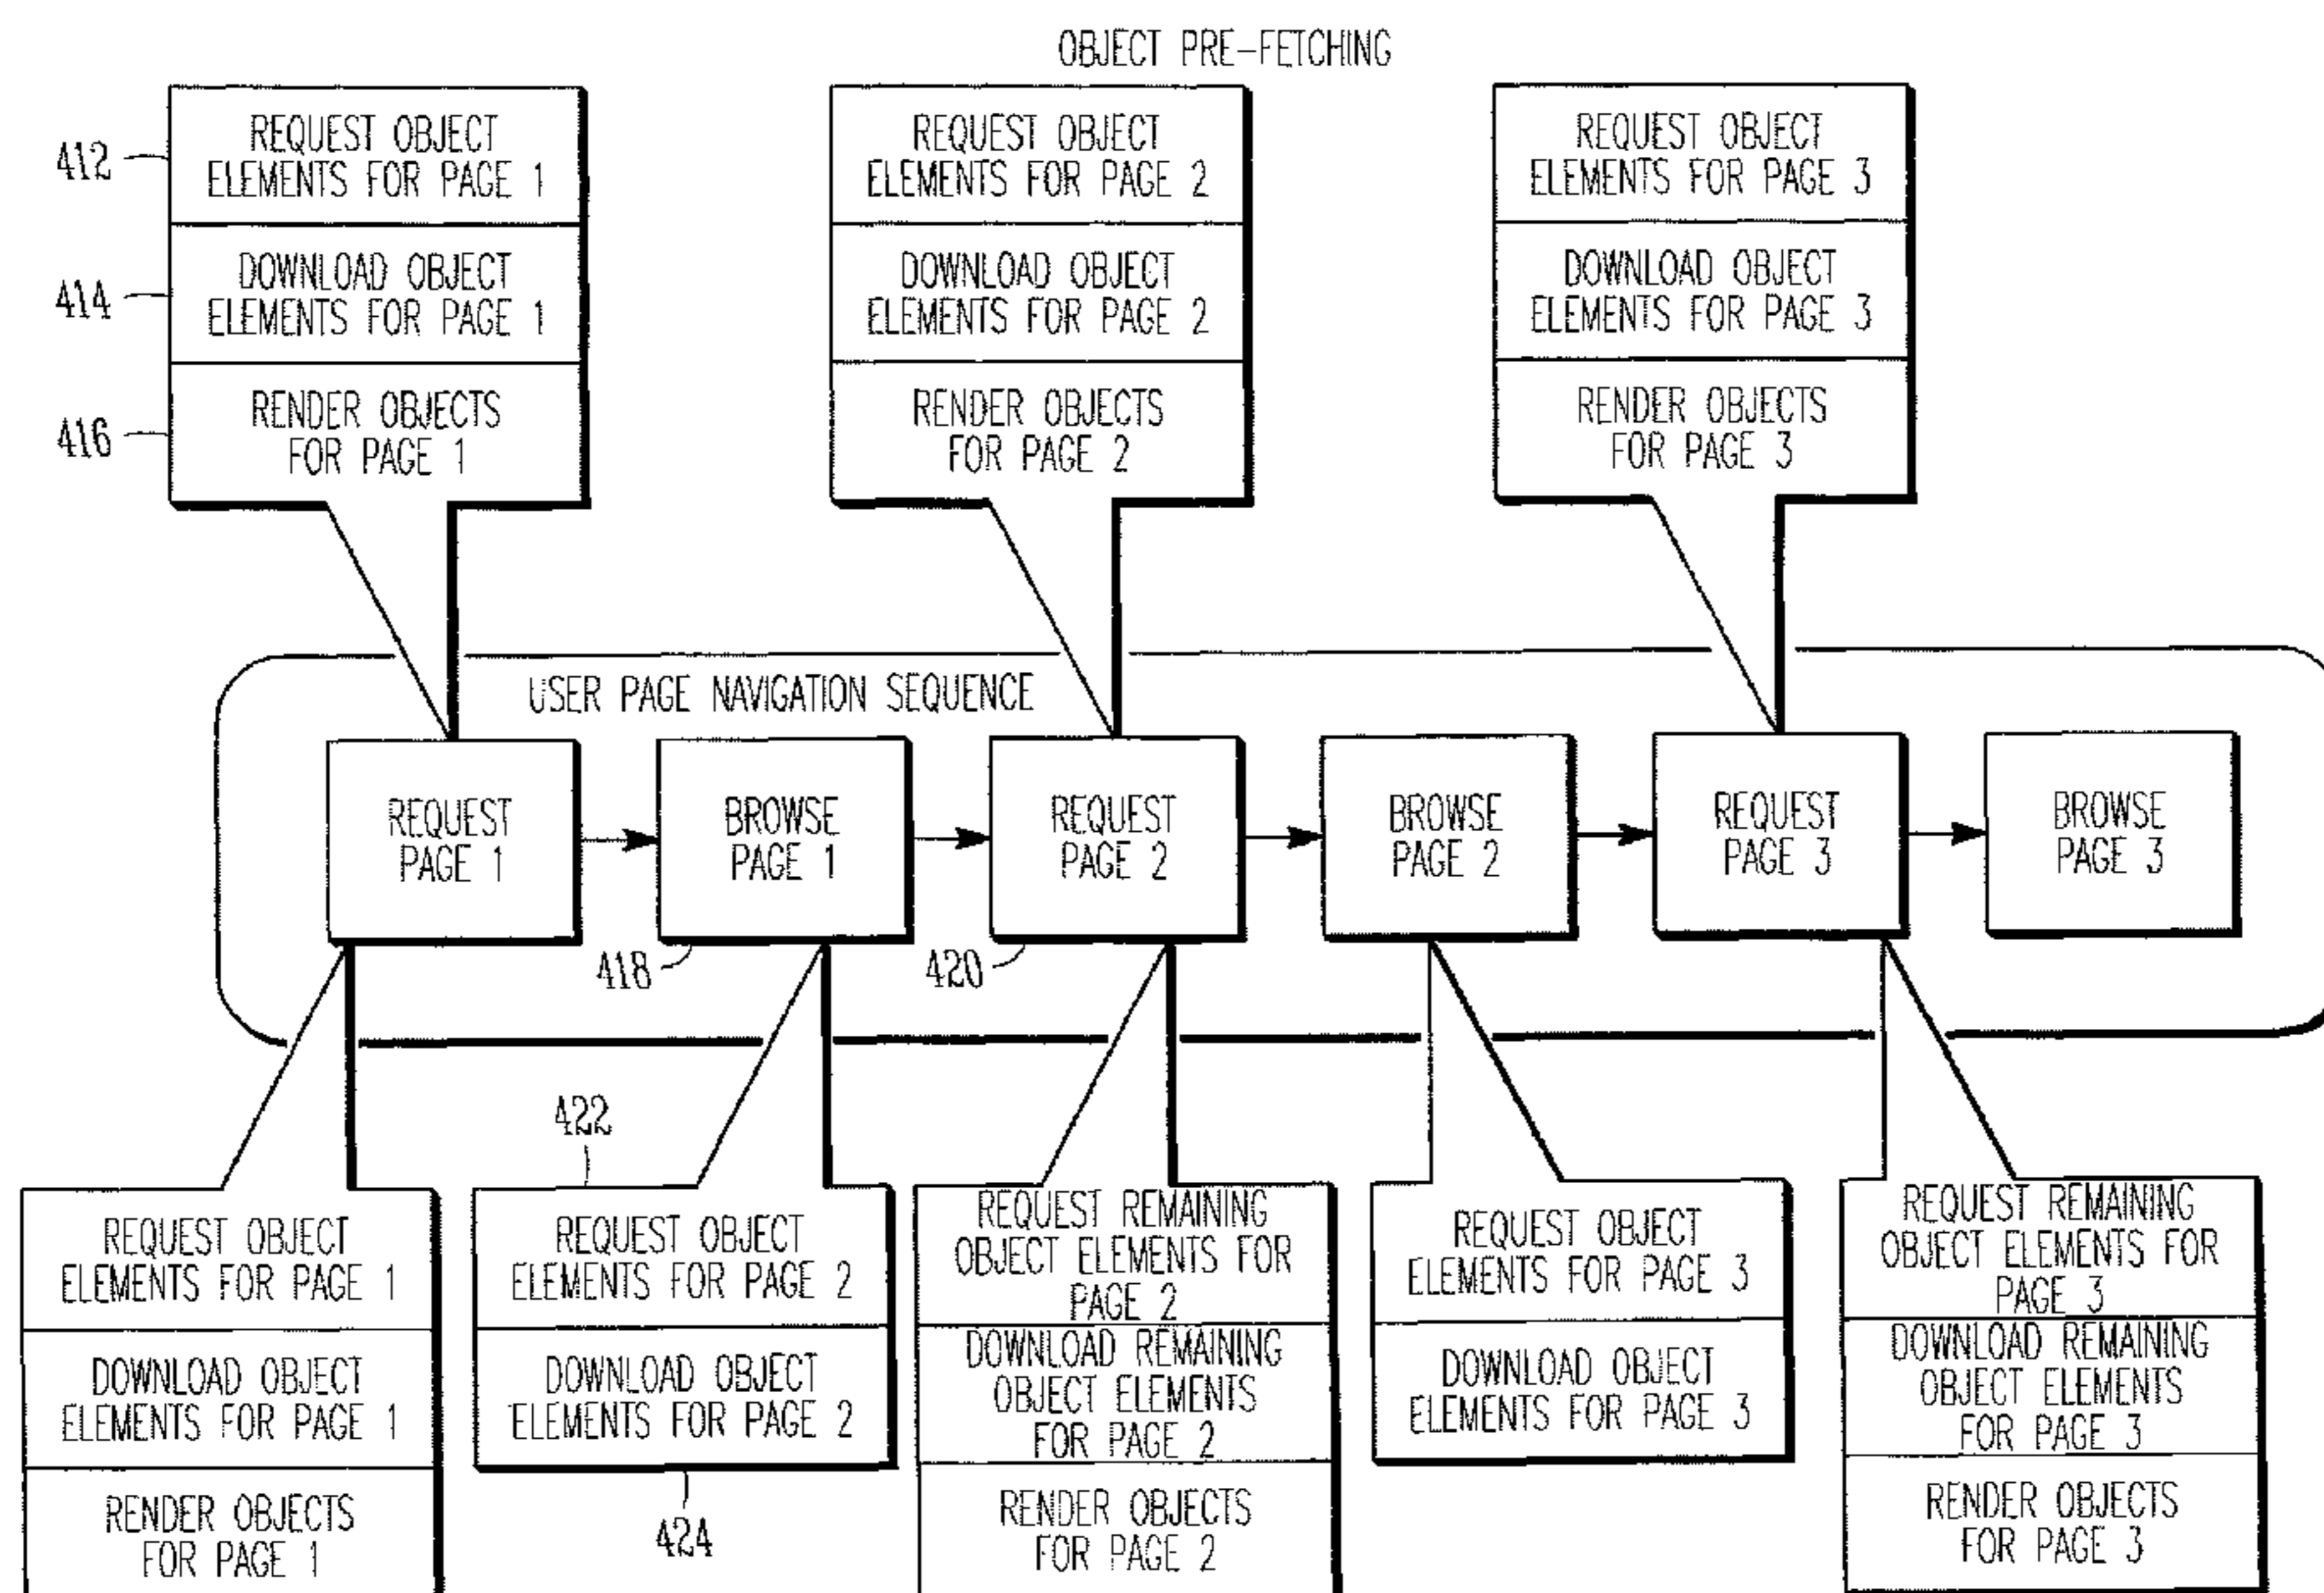 OBJECT PRE-FETCHING
412
REQUEST OBJECT
ELEMENTS FOR PAGE 1
414
DOWNLOAD OBJECT
ELEMENTS FOR PAGE 1
416
RENDER OBJECTS
FOR PAGE 1
REQUEST OBJECT
ELEMENTS FOR PAGE 2
DOWNLOAD OBJECT
ELEMENTS FOR PAGE 2
RENDER OBJECTS
FOR PAGE 2
REQUEST OBJECT
ELEMENTS FOR PAGE 3
DOWNLOAD OBJECT
ELEMENTS FOR PAGE 3
RENDER OBJECTS
FOR PAGE 3
USER PAGE NAVIGATION SEQUENCE
REQUEST
PAGE 1
BROWSE
PAGE 1
418
REQUEST
PAGE 2
420
BROWSE
PAGE 2
REQUEST
PAGE 3
BROWSE
PAGE 3
REQUEST OBJECT
ELEMENTS FOR PAGE 1
DOWNLOAD OBJECT
ELEMENTS FOR PAGE 1
RENDER OBJECTS
FOR PAGE 1
422
REQUEST OBJECT
ELEMENTS FOR PAGE 2
DOWNLOAD OBJECT
ELEMENTS FOR PAGE 2
424
REQUEST REMAINING
OBJECT ELEMENTS FOR
PAGE 2
DOWNLOAD REMAINING
OBJECT ELEMENTS
FOR PAGE 2
RENDER OBJECTS
FOR PAGE 2
REQUEST OBJECT
ELEMENTS FOR PAGE 3
DOWNLOAD OBJECT
ELEMENTS FOR PAGE 3
REQUEST REMAINING
OBJECT ELEMENTS FOR
PAGE 3
DOWNLOAD REMAINING
OBJECT ELEMENTS
FOR PAGE 3
RENDER OBJECTS
FOR PAGE 3